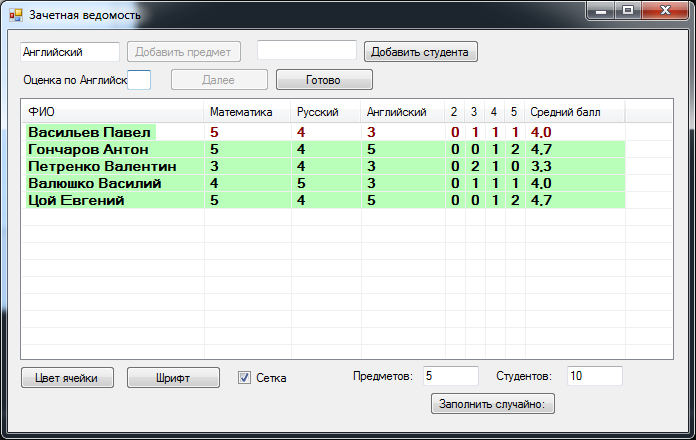 Зачетная ведомость
Английский Добавить предмет Добавить студента
Оценка по Английск Далее Готово
ФИО Математика Русский Английский 2 3 4 5 Средний балл
Васильев Павел 5 4 3 0 1 1 1 4,0
Гончаров Антон 5 4 5 0 0 1 2 4,7
Петренко Валентин 3 4 3 0 2 1 0 3,3
Валюшко Василий 4 5 3 0 1 1 1 4,0
Цой Евгений 5 4 5 0 0 1 2 4,7
Цвет ячейки Шрифт Сетка Предметов: 5 Студентов: 10
Заполнить случайно: